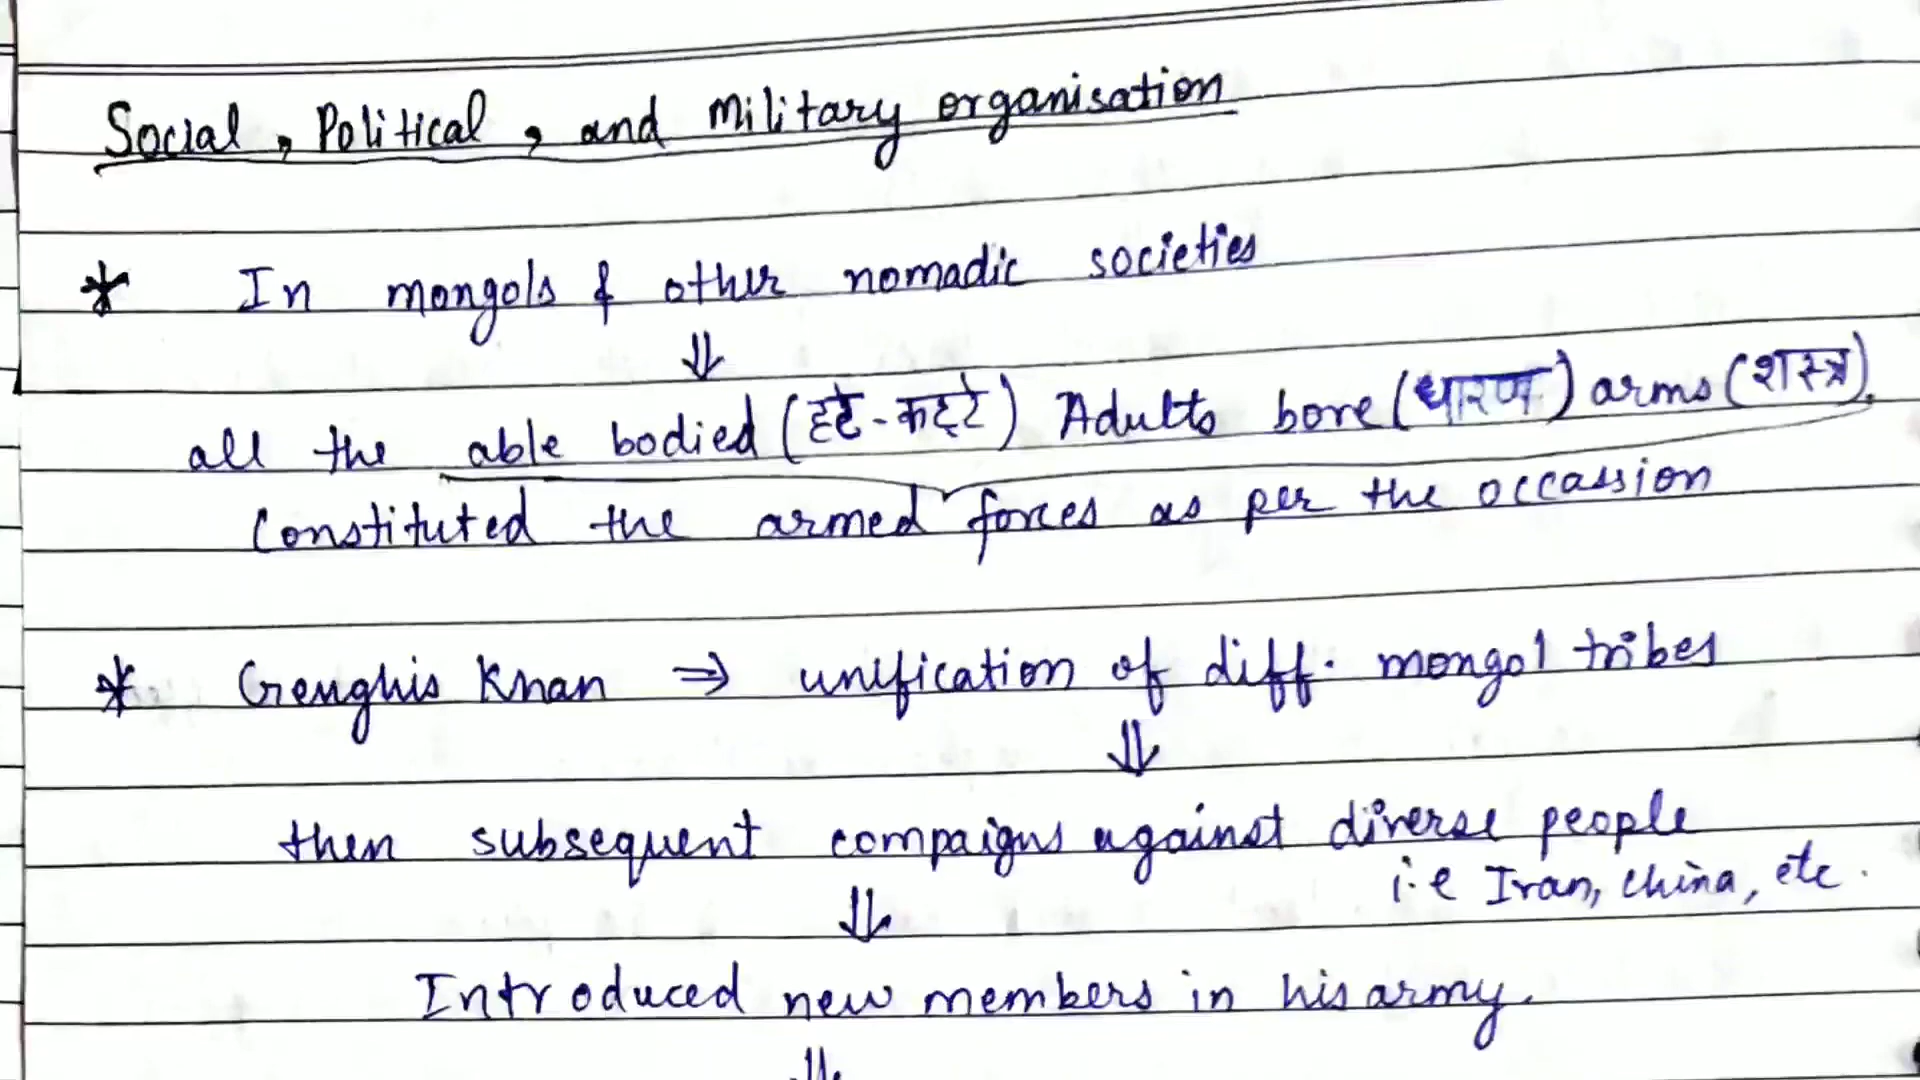 Social, Political, and Military organisation
* In mongols & other nomadic societies
⇓
all the able bodied (हट्टे-कट्टे) Adults bore (धारण) arms (शस्त्र).
Constituted the armed forces as per the occassion
* Genghis Khan ⇒ unification of diff. mongol tribes
⇓
then subsequent compaigns against diverse people
i.e Iran, china, etc.
⇓
Introduced new members in his army.
⇓